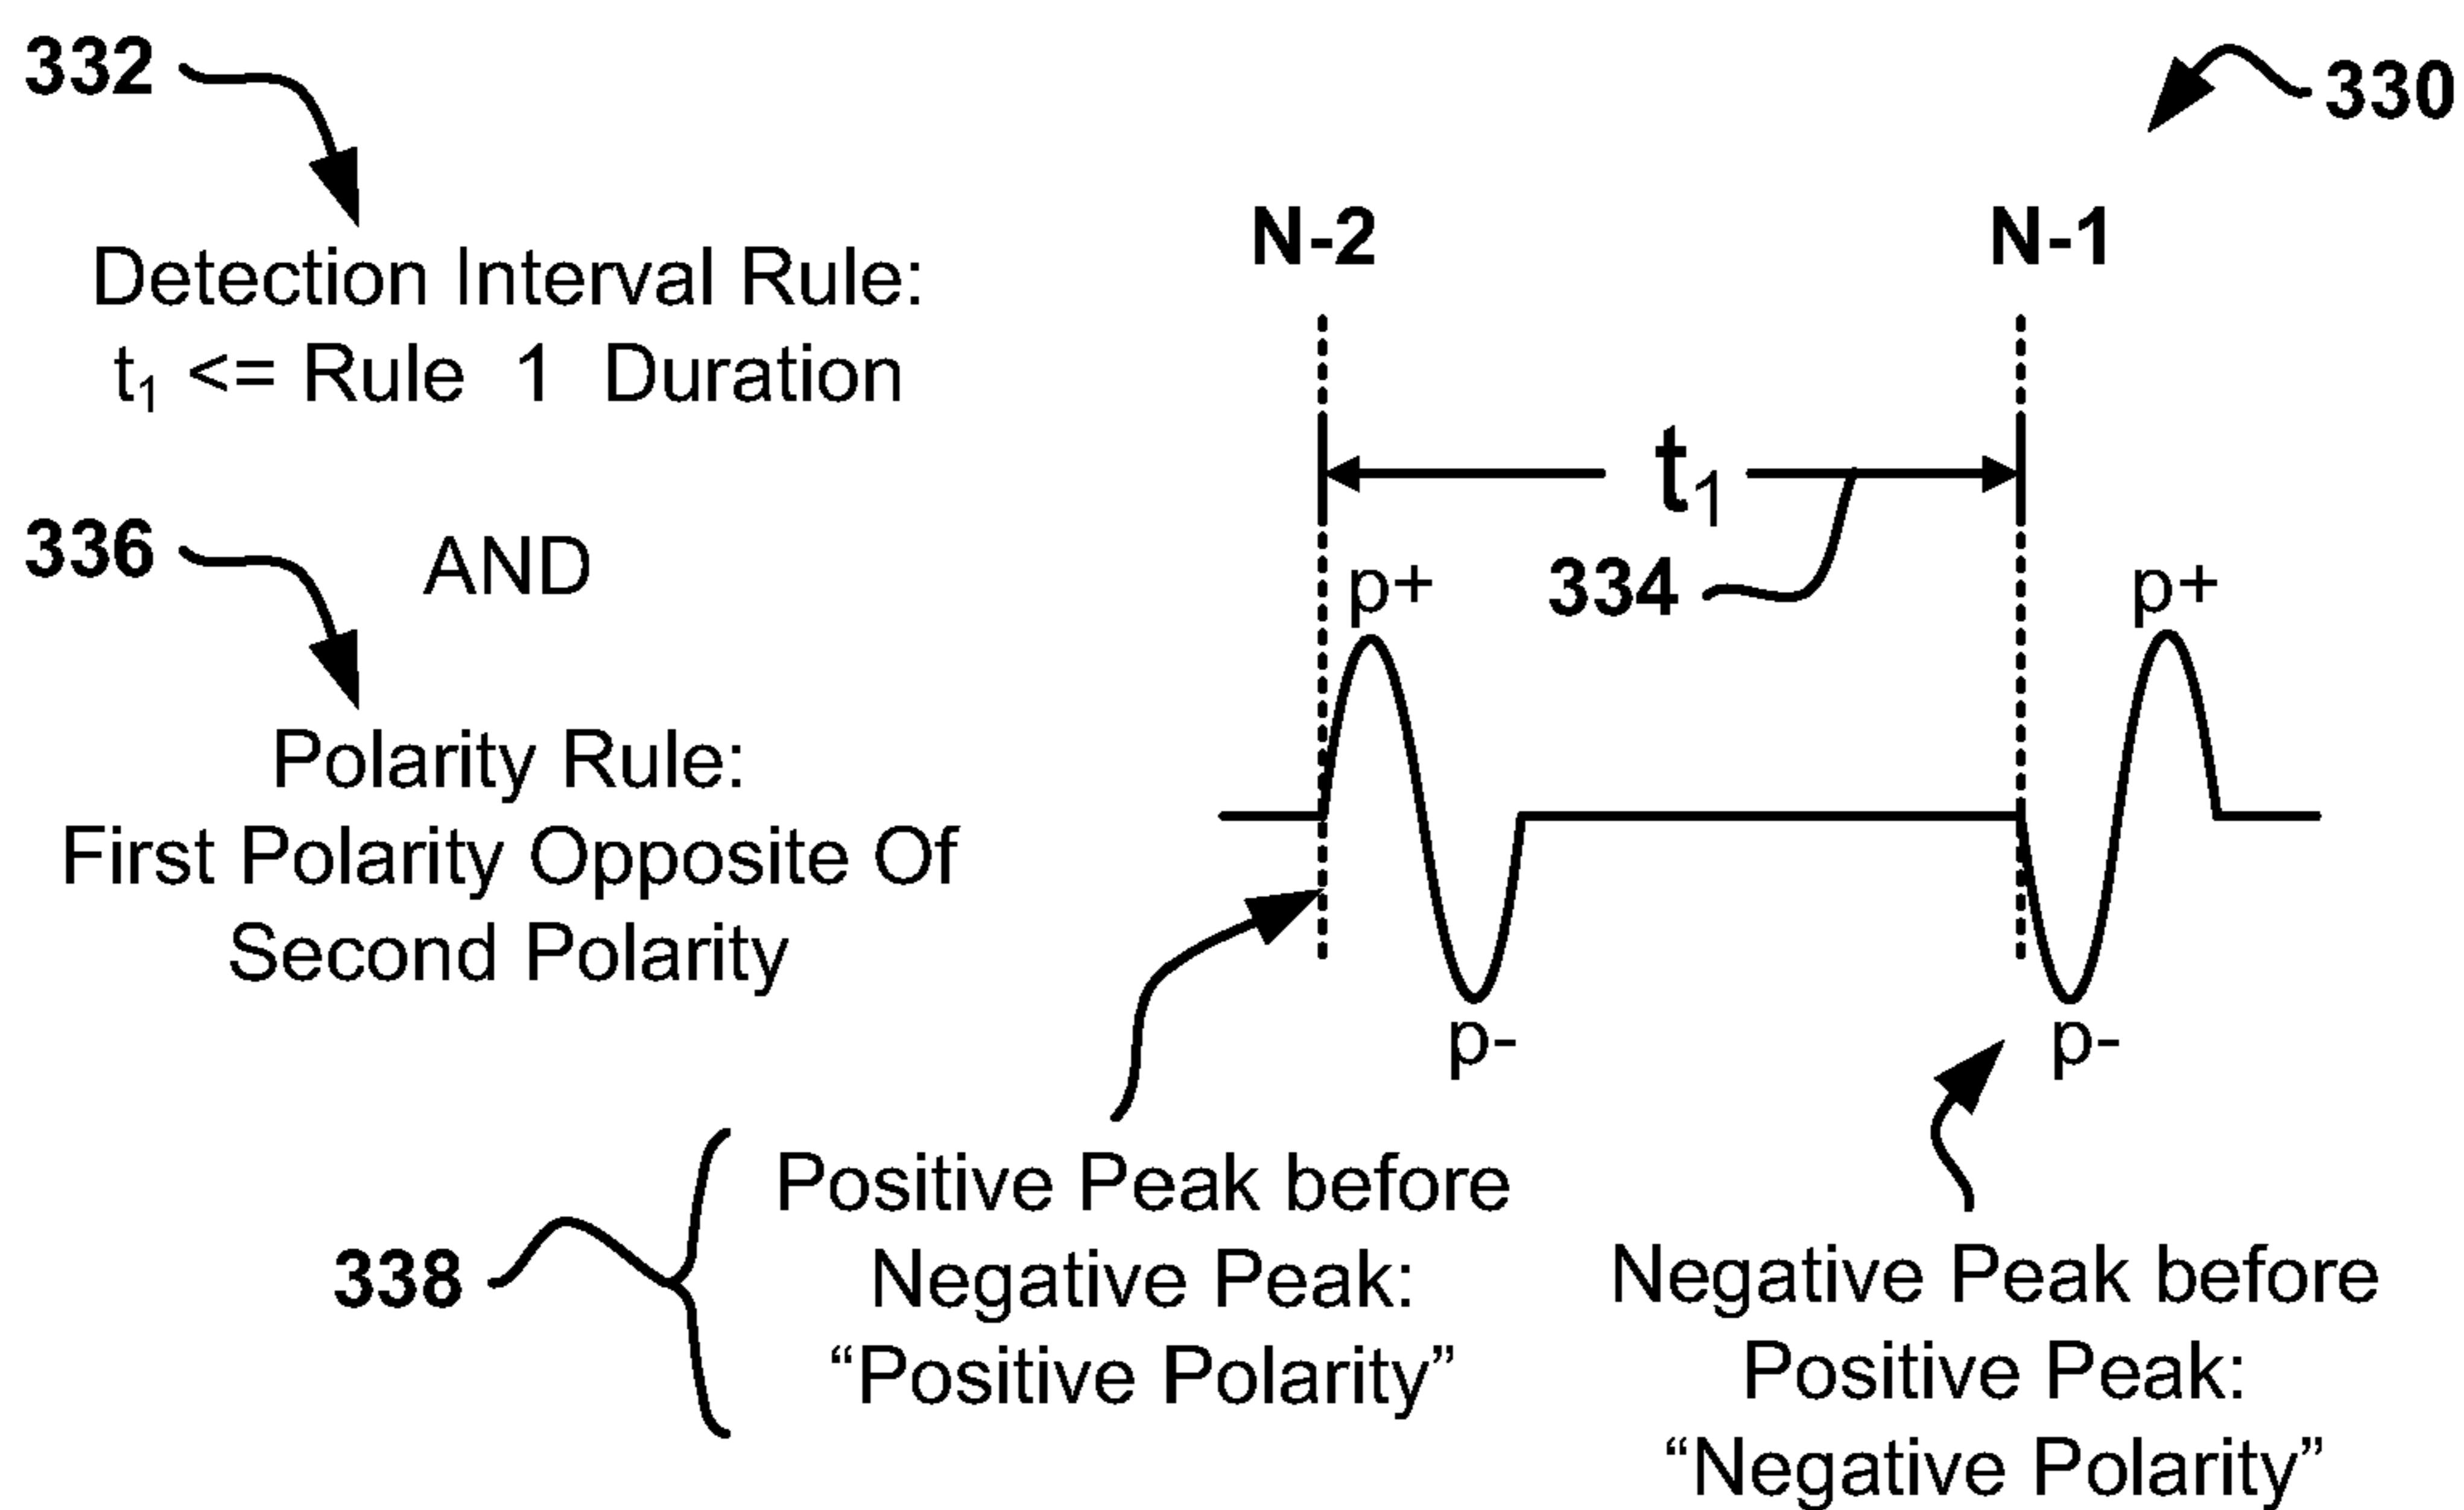 332
330
N-2
N-1
Detection Interval Rule:
t₁ <= Rule 1 Duration
t₁
336
AND
p+
334
p+
Polarity Rule:
First Polarity Opposite Of
Second Polarity
p-
p-
338
Positive Peak before
Negative Peak:
“Positive Polarity”
Negative Peak before
Positive Peak:
“Negative Polarity”